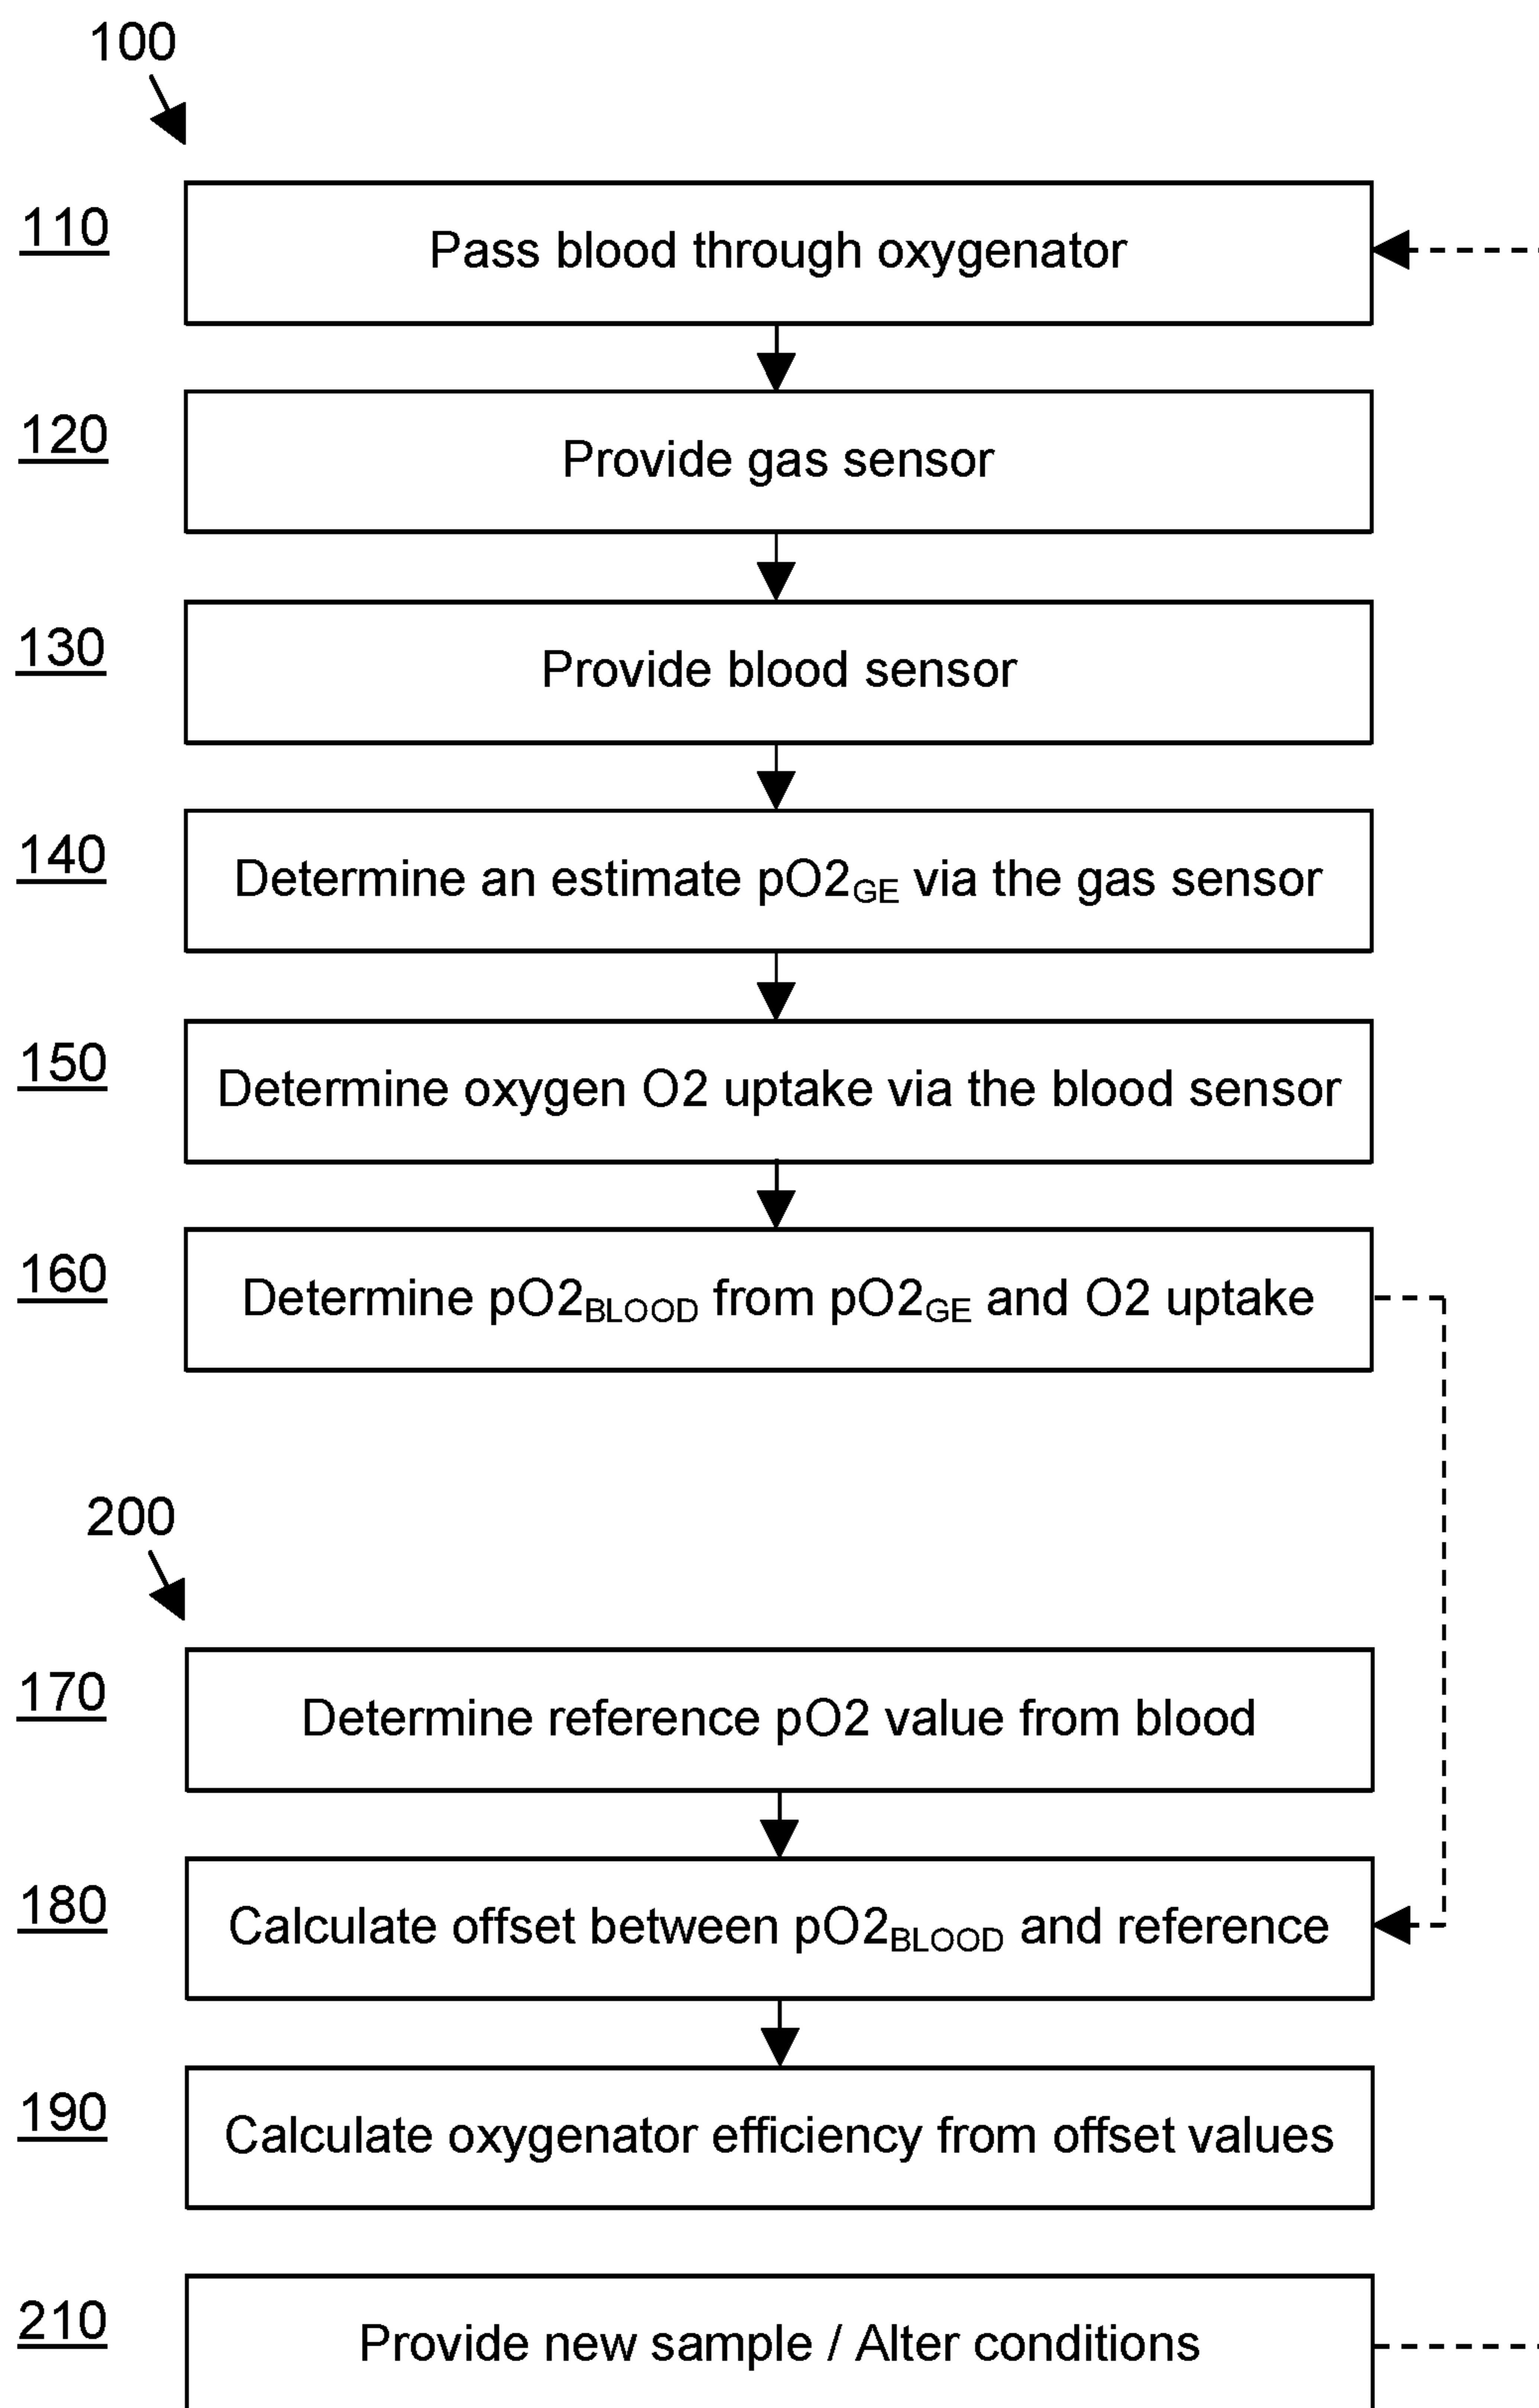 100
110
Pass blood through oxygenator
120
Provide gas sensor
130
Provide blood sensor
140
Determine an estimate pO2GE via the gas sensor
150
Determine oxygen O2 uptake via the blood sensor
160
Determine pO2BLOOD from pO2GE and O2 uptake
200
170
Determine reference pO2 value from blood
180
Calculate offset between pO2BLOOD and reference
190
Calculate oxygenator efficiency from offset values
210
Provide new sample / Alter conditions